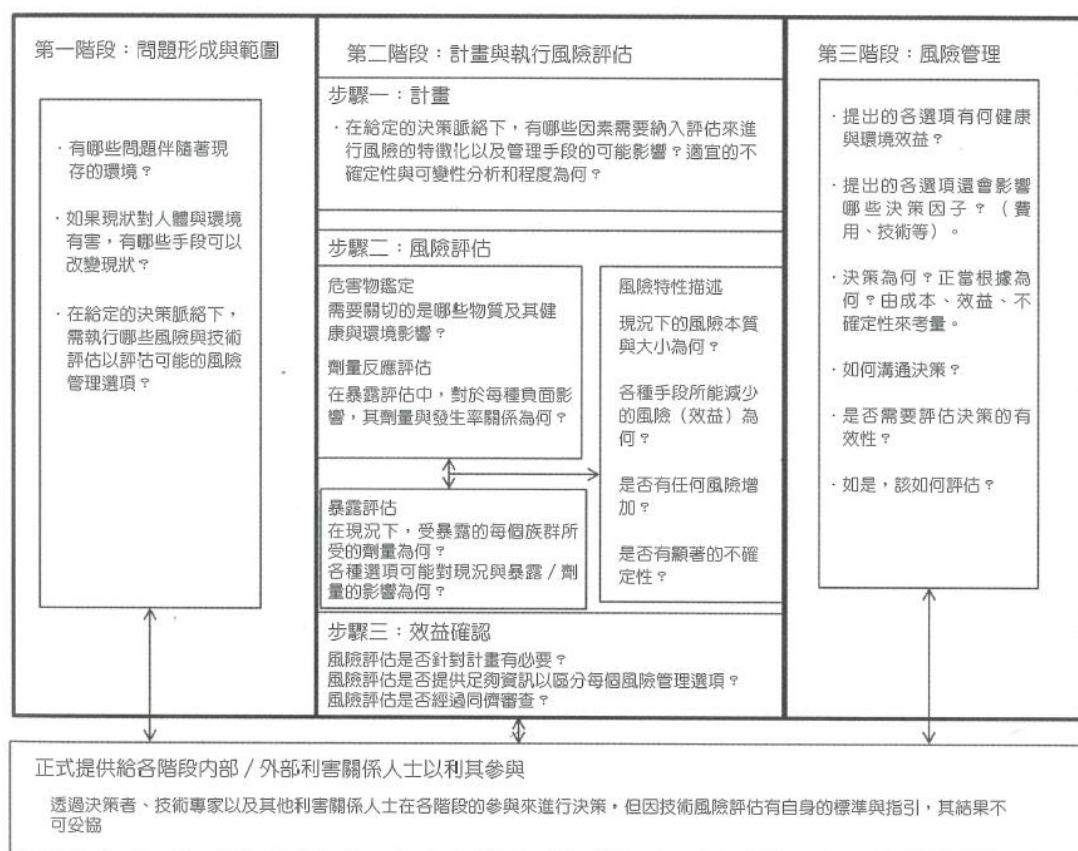 第一階段：問題形成與範圍
・有哪些問題伴隨著現
存的環境？
・如果現狀對人體與環境
有害，有哪些手段可以
改變現狀？
・在給定的決策脈絡下，
需執行哪些風險與技術
評估以評估可能的風險
管理選項？
第二階段：計畫與執行風險評估
步驟一：計畫
・在給定的決策脈絡下，有哪些因素需要納入評估來進
行風險的特徵化以及管理手段的可能影響？適宜的不
確定性與可變性分析和程度為何？
步驟二：風險評估
危害物鑑定
需要關切的是哪些物質及其健
康與環境影響？
劑量反應評估
在暴露評估中，對於每種負面影
響，其劑量與發生率關係為何？
暴露評估
在現況下，受暴露的每個族群所
受的劑量為何？
各種選項可能對現況與暴露／劑
量的影響為何？
風險特性描述
現況下的風險本質
與大小為何？
各種手段所能減少
的風險（效益）為
何？
是否有任何風險增
加？
是否有顯著的不確
定性？
步驟三：效益確認
風險評估是否針對計畫有必要？
風險評估是否提供足夠資訊以區分每個風險管理選項？
風險評估是否經過同儕審查？
第三階段：風險管理
・提出的各選項有何健康
與環境效益？
・提出的各選項還會影響
哪些決策因子？（費
用、技術等）。
・決策為何？正當根據為
何？由成本、效益、不
確定性來考量。
・如何溝通決策？
・是否需要評估決策的有
效性？
・如是，該如何評估？
正式提供給各階段內部／外部利害關係人士以利其參與
透過決策者、技術專家以及其他利害關係人士在各階段的參與來進行決策，但因技術風險評估有自身的標準與指引，其結果不
可妥協